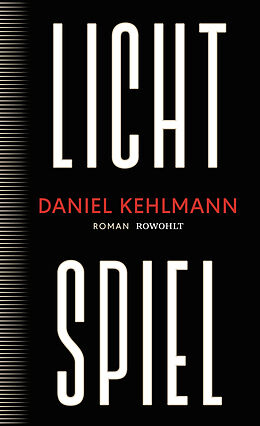 LICHT
DANIEL KEHLMANN
ROMAN ROWOHLT
SPIEL